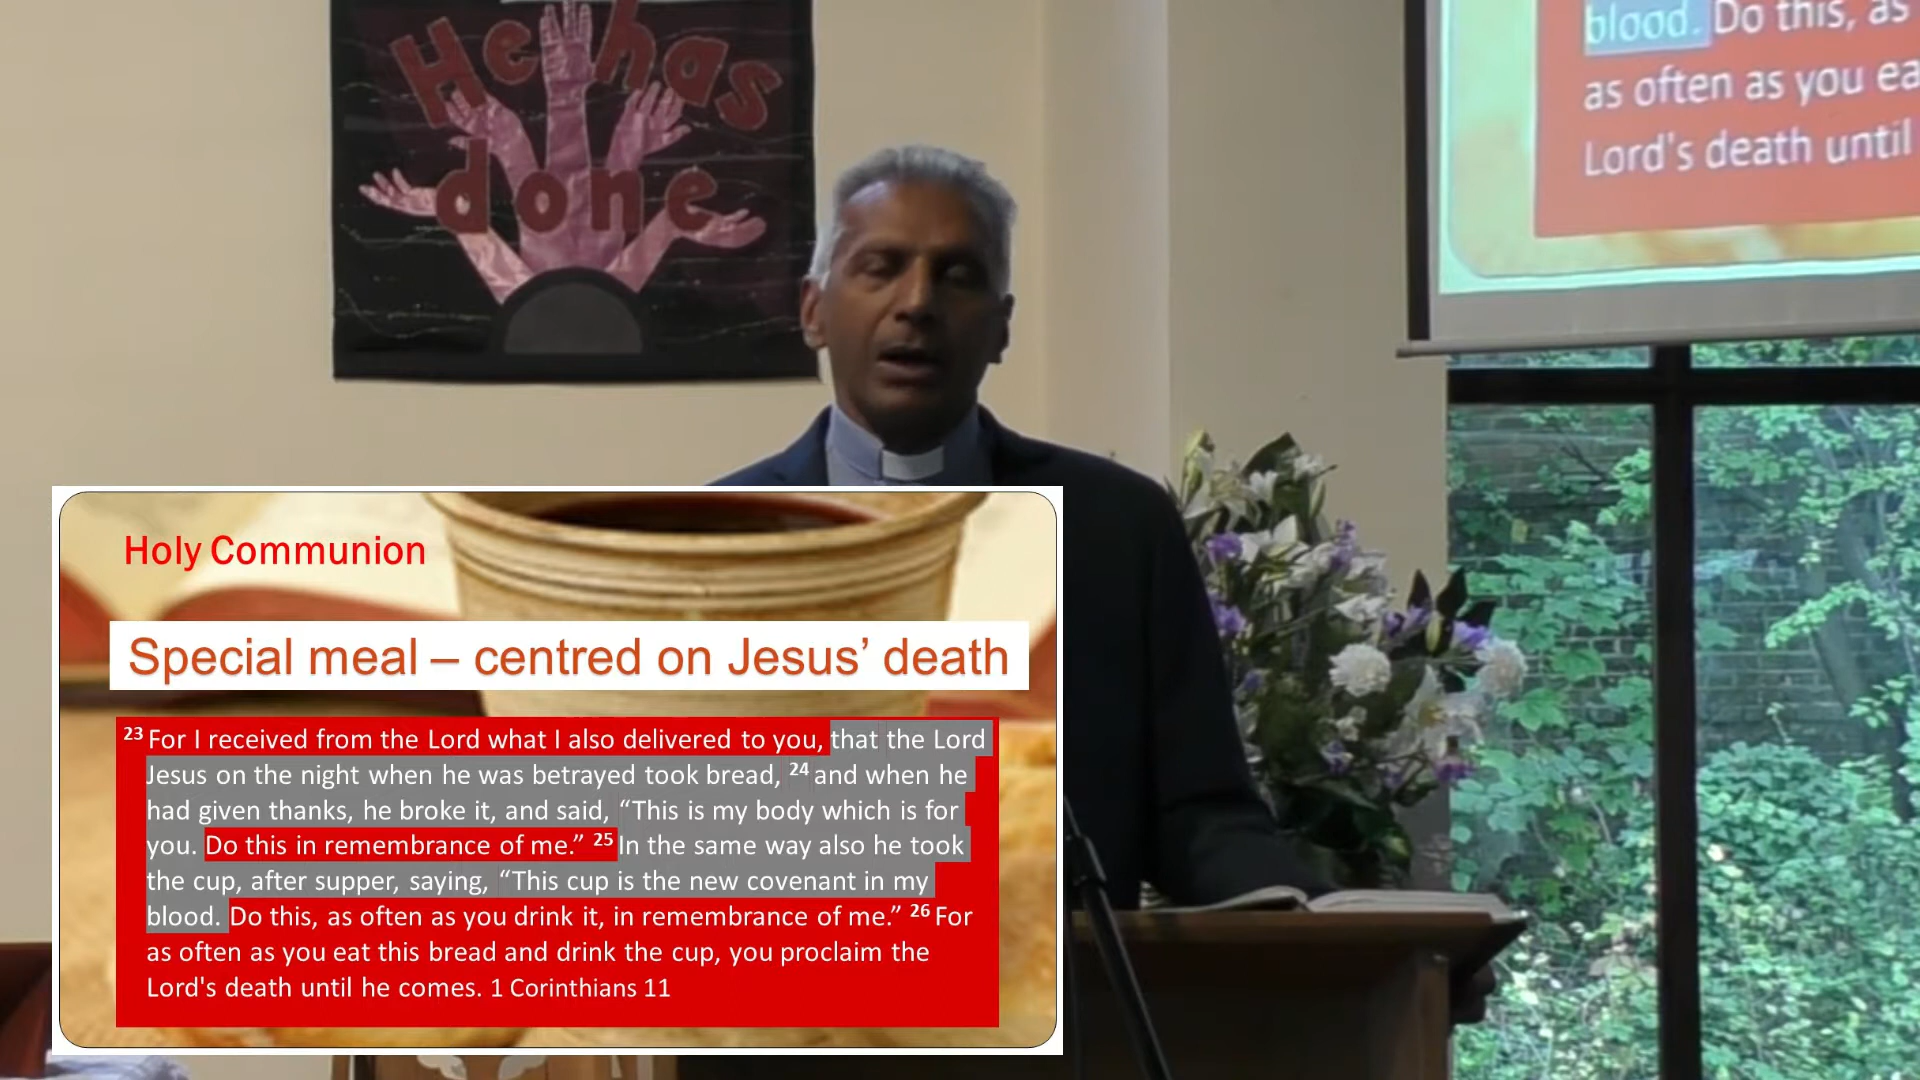 He has
done
blood. Do this, as
as often as you ea
Lord's death until
Holy Communion
Special meal – centred on Jesus’ death
23 For I received from the Lord what I also delivered to you, that the Lord
Jesus on the night when he was betrayed took bread, 24 and when he
had given thanks, he broke it, and said, “This is my body which is for
you. Do this in remembrance of me.” 25 In the same way also he took
the cup, after supper, saying, “This cup is the new covenant in my
blood. Do this, as often as you drink it, in remembrance of me.” 26 For
as often as you eat this bread and drink the cup, you proclaim the
Lord's death until he comes. 1 Corinthians 11